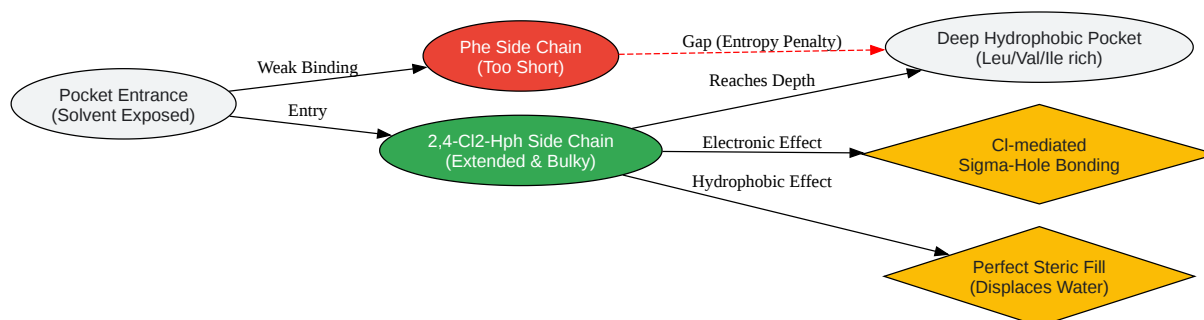 Pocket Entrance
(Solvent Exposed)
Weak Binding
Entry
Phe Side Chain
(Too Short)
2,4-Cl2-Hph Side Chain
(Extended & Bulky)
Gap (Entropy Penalty)
Reaches Depth
Electronic Effect
Hydrophobic Effect
Deep Hydrophobic Pocket
(Leu/Val/Ile rich)
Cl-mediated
Sigma-Hole Bonding
Perfect Steric Fill
(Displaces Water)